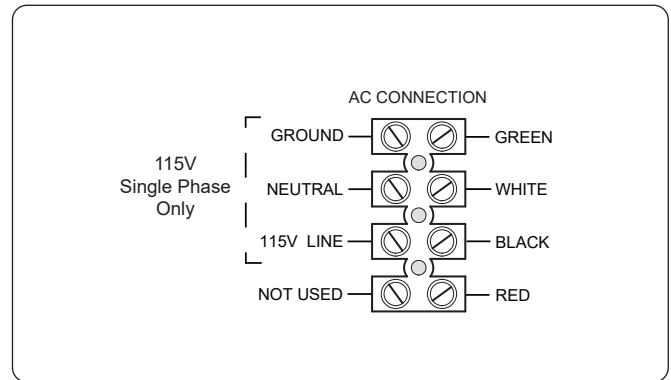 AC CONNECTION
115V
Single Phase
Only
GROUND
GREEN
NEUTRAL
WHITE
115V LINE
BLACK
NOT USED
RED